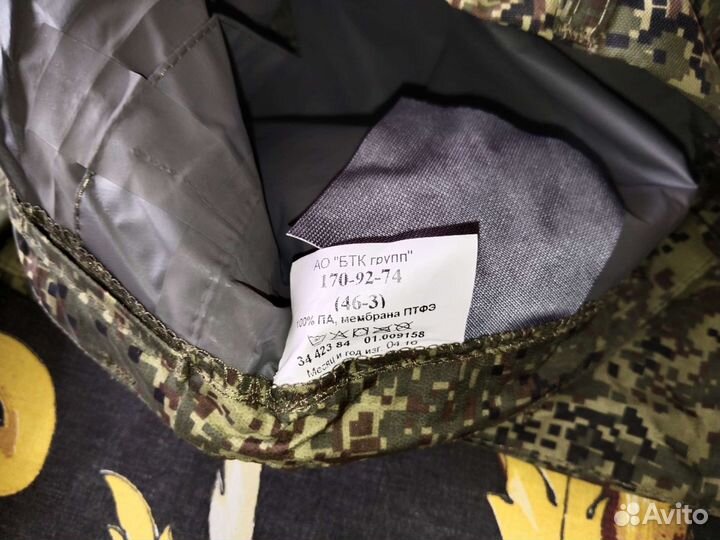 АО "БТК групп"
170-92-74
(46-3)
100% ПА, мембрана ПТФЭ
34 423 84 01.009158
Месяц и год изг. 04.16
Avito